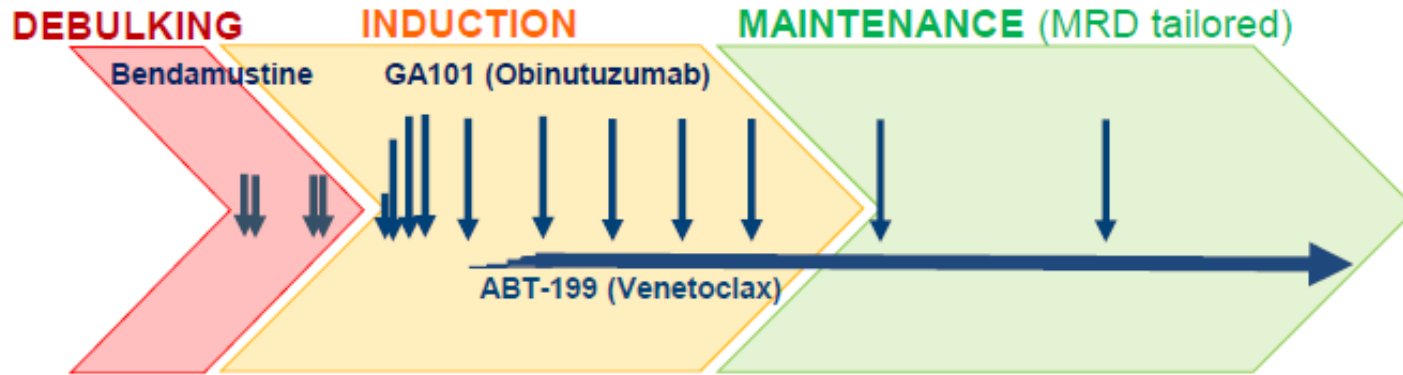 DEBULKING
INDUCTION
MAINTENANCE (MRD tailored)
Bendamustine
GA101 (Obinutuzumab)
ABT-199 (Venetoclax)